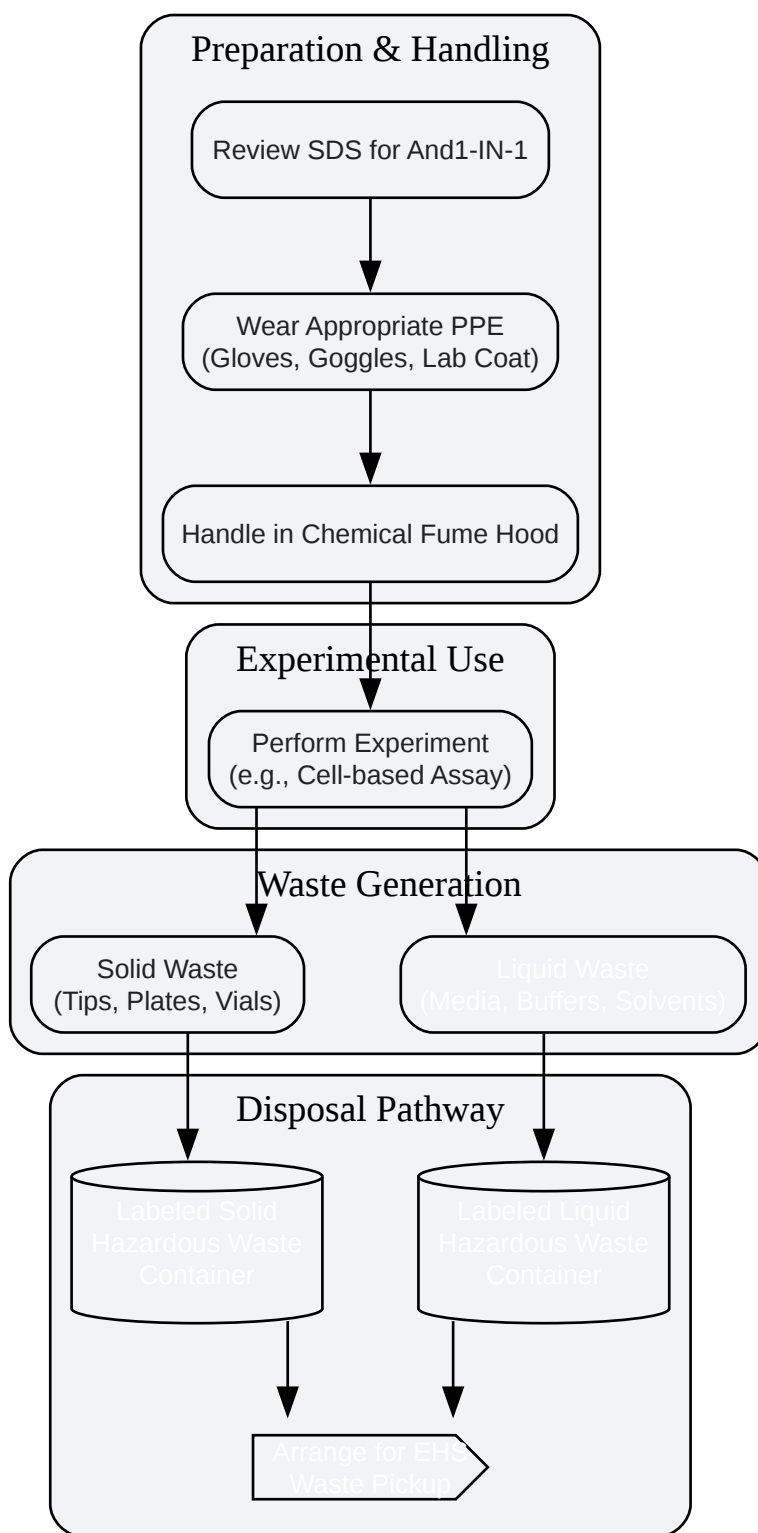 Preparation & Handling
Review SDS for And1-IN-1
Wear Appropriate PPE
(Gloves, Goggles, Lab Coat)
Handle in Chemical Fume Hood
Experimental Use
Perform Experiment
(e.g., Cell-based Assay)
Waste Generation
Solid Waste
(Tips, Plates, Vials)
Liquid Waste
(Media, Buffers, Solvents)
Disposal Pathway
Labeled Solid
Hazardous Waste
Container
Labeled Liquid
Hazardous Waste
Container
Arrange for EHS
Waste Pickup